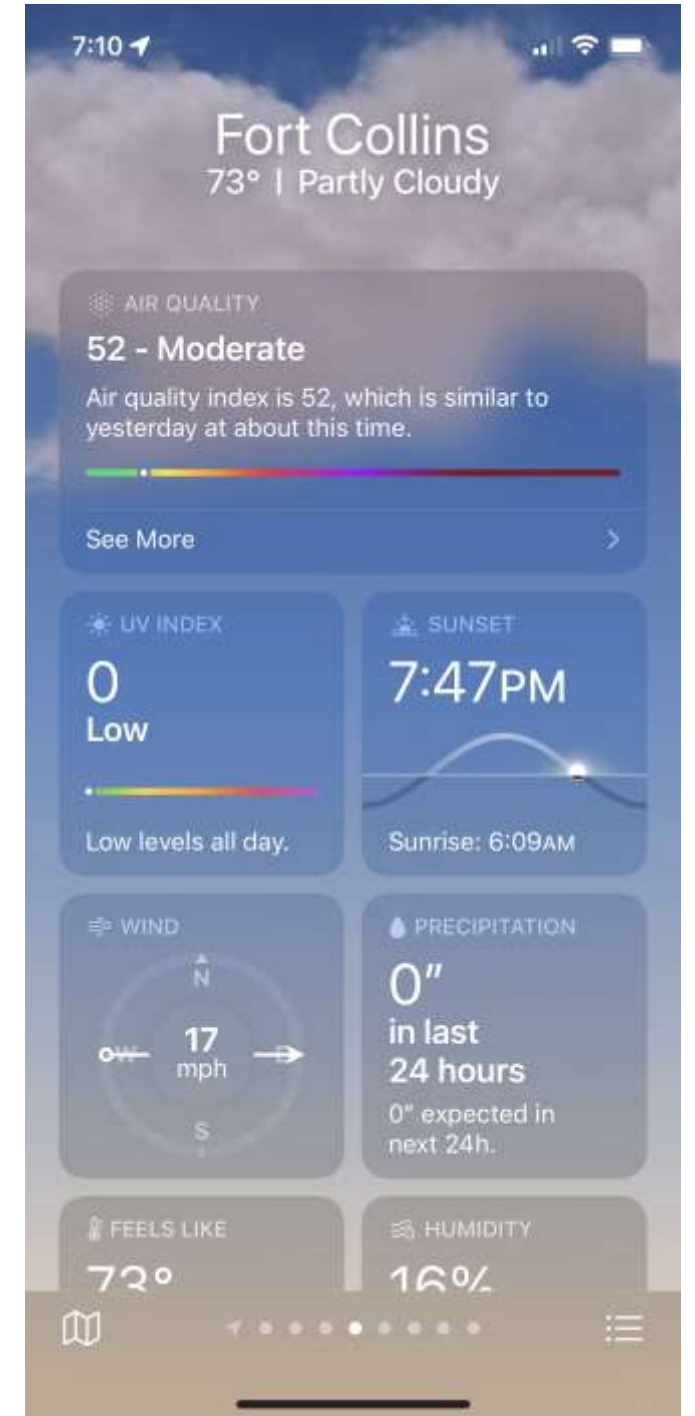 7:10
Fort Collins
73° | Partly Cloudy
AIR QUALITY
52 - Moderate
Air quality index is 52, which is similar to
yesterday at about this time.
See More
UV INDEX
0
Low
Low levels all day.
SUNSET
7:47PM
Sunrise: 6:09AM
WIND
N
W
17
mph
E
S
PRECIPITATION
0"
in last
24 hours
0" expected in
next 24h.
FEELS LIKE
73°
HUMIDITY
16%